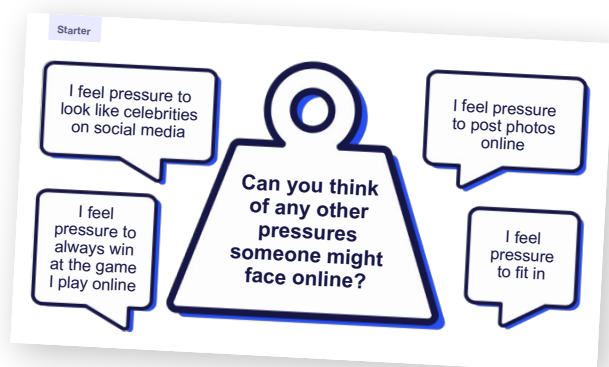 Starter
I feel pressure to
look like celebrities
on social media
I feel pressure
to post photos
online
Can you think
of any other
pressures
someone might
face online?
I feel
pressure to
always win
at the game
I play online
I feel
pressure
to fit in